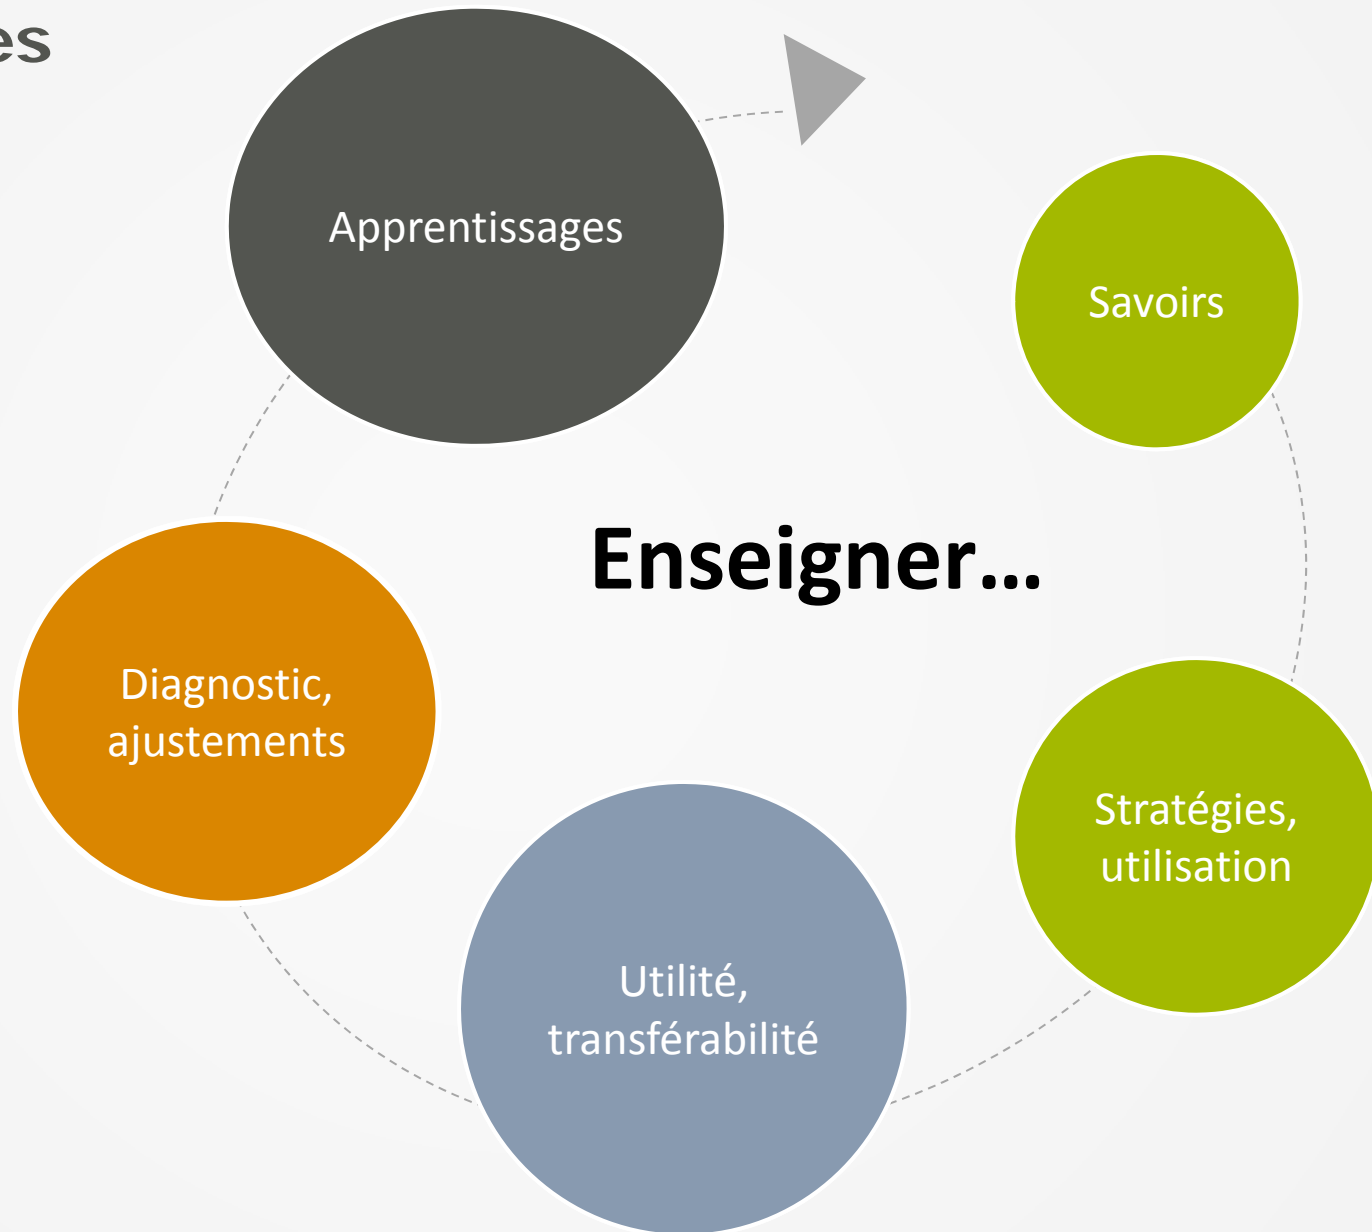 es
Apprentissages
Savoirs
Enseigner...
Diagnostic,
ajustements
Stratégies,
utilisation
Utilité,
transférabilité